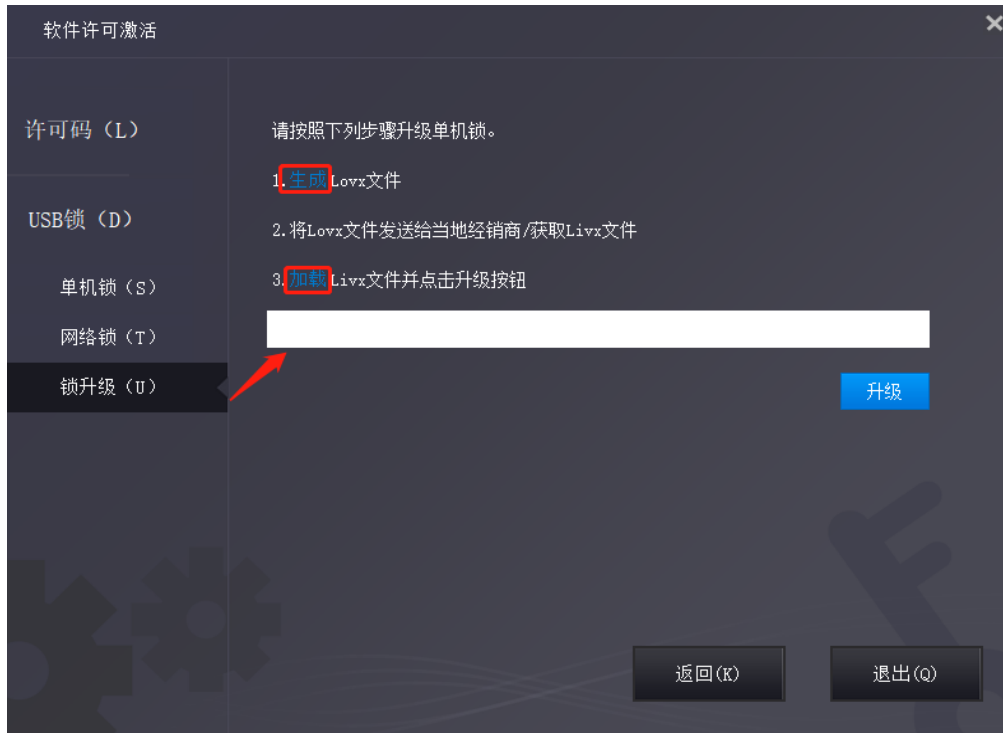 软件许可激活
许可码（L）
USB锁（D）
单机锁（S）
网络锁（T）
锁升级（U）
请按照下列步骤升级单机锁。
1.生成Lovx文件
2.将Lovx文件发送给当地经销商/获取Livx文件
3.加载Livx文件并点击升级按钮
升级
返回(K)
退出(Q)